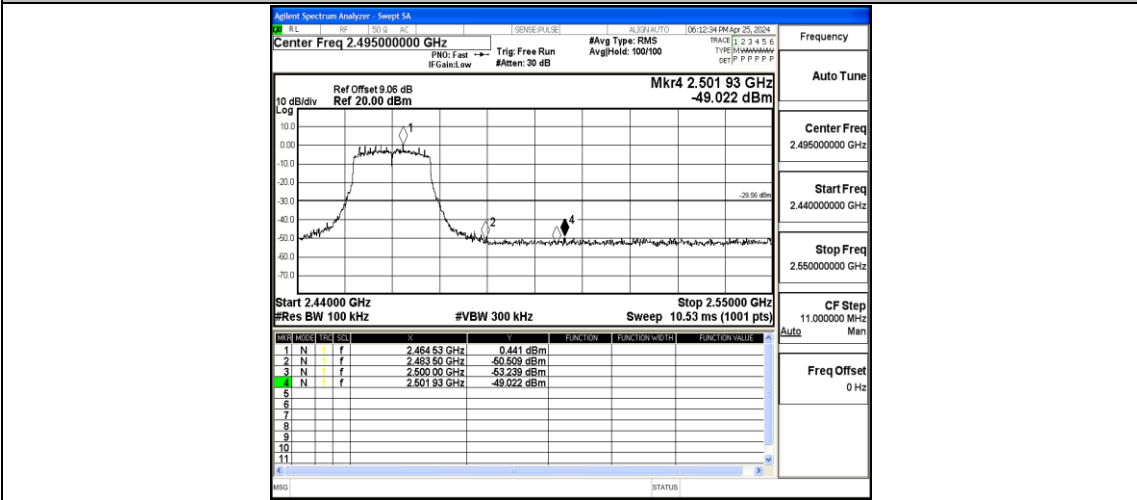 Agilent Spectrum Analyzer - Swept SA
RL RF 50 Ω AC SENSE:PULSE ALIGN AUTO 06:12:34 PM Apr 25, 2024
Center Freq 2.495000000 GHz #Avg Type: RMS TRACE 1 2 3 4 5 6
PNO: Fast Trig: Free Run Avg|Hold: 100/100 TYPE MWWWWW
IFGain:Low #Atten: 30 dB DET P P P P P P
Mkr4 2.501 93 GHz
-49.022 dBm
Ref Offset 9.06 dB
10 dB/div Ref 20.00 dBm
Log
10.0
0.00
-10.0
-20.0
-30.0
-40.0
-50.0
-60.0
-70.0
1
2
4
-29.56 dBm
Start 2.44000 GHz Stop 2.55000 GHz
#Res BW 100 kHz #VBW 300 kHz Sweep 10.53 ms (1001 pts)
MKR MODE TRC SCL X Y FUNCTION FUNCTION WIDTH FUNCTION VALUE
1 N 1 f 2.464 53 GHz 0.441 dBm
2 N 1 f 2.483 50 GHz -50.509 dBm
3 N 1 f 2.500 00 GHz -53.239 dBm
4 N 1 f 2.501 93 GHz -49.022 dBm
5
6
7
8
9
10
11
MSG STATUS
Frequency
Auto Tune
Center Freq
2.495000000 GHz
Start Freq
2.440000000 GHz
Stop Freq
2.550000000 GHz
CF Step
11.000000 MHz
Auto Man
Freq Offset
0 Hz